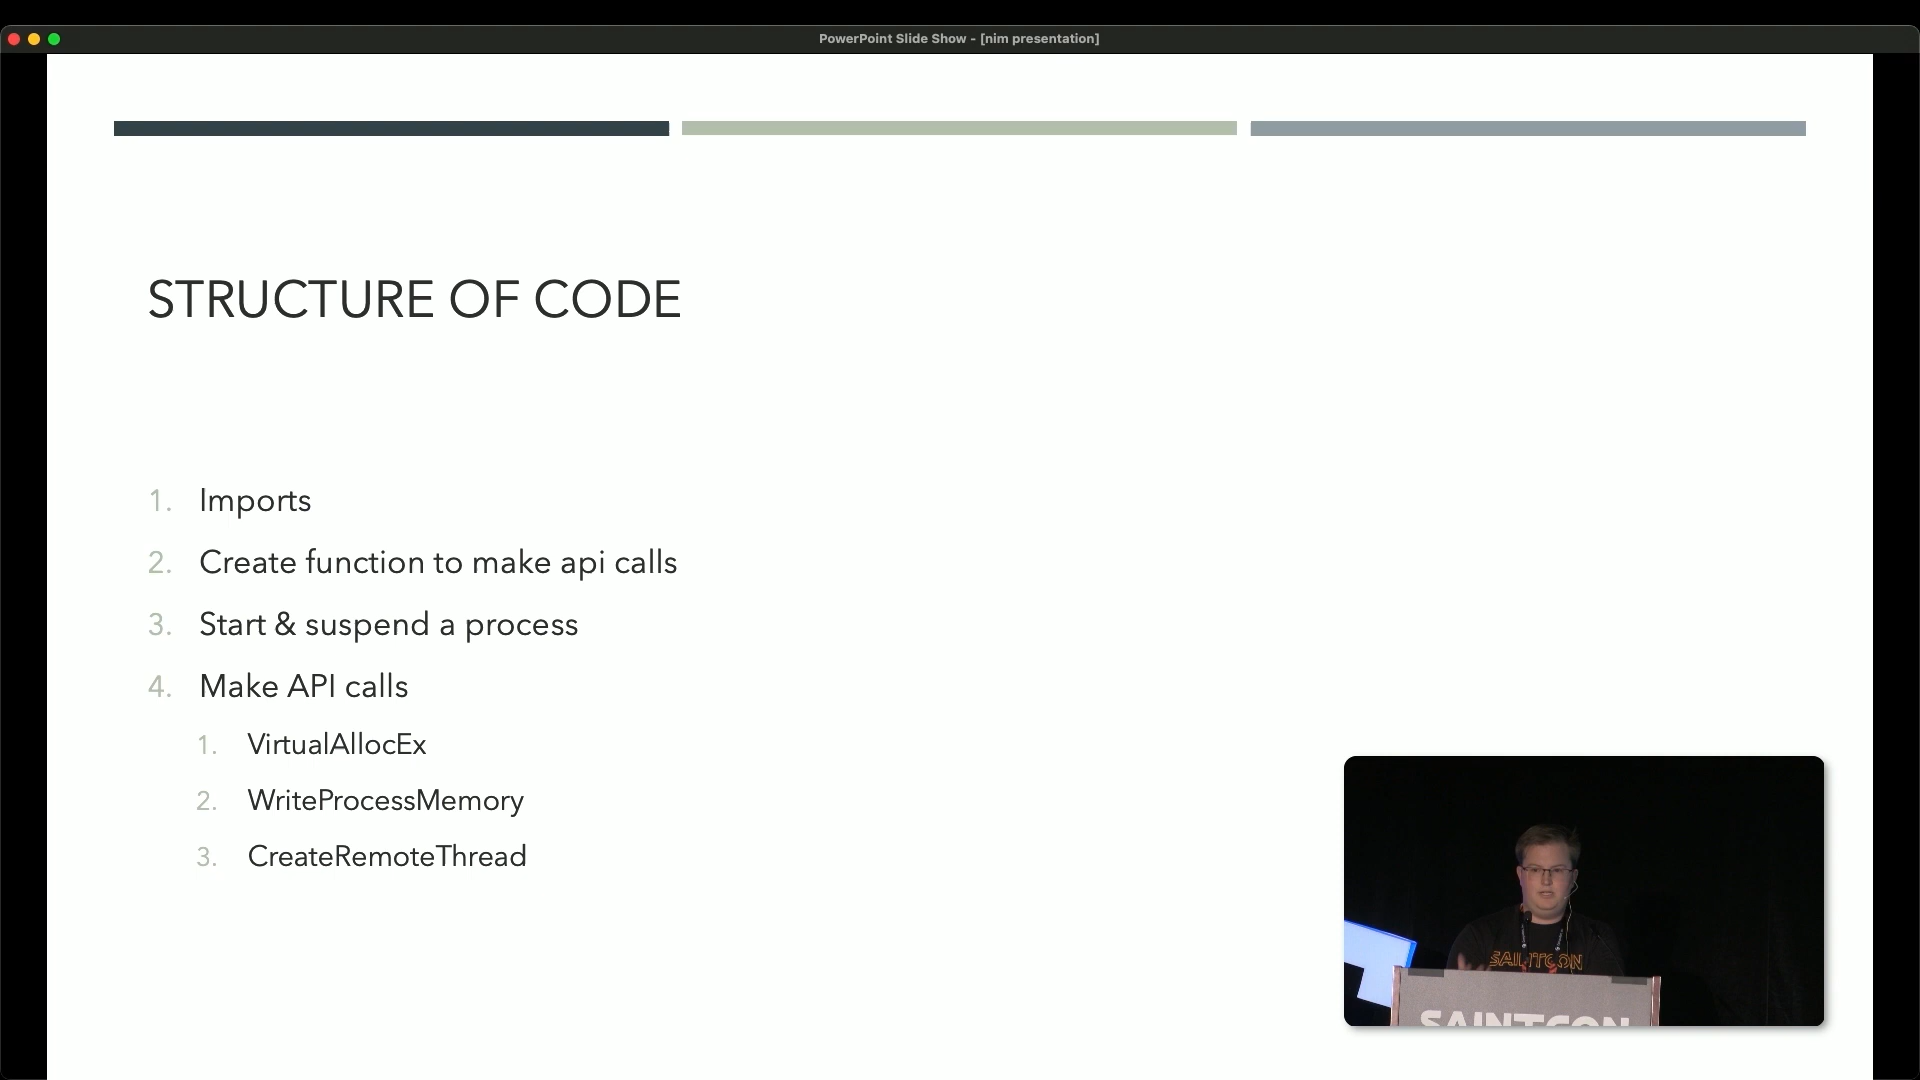 PowerPoint Slide Show - [nim presentation]
STRUCTURE OF CODE
1. Imports
2. Create function to make api calls
3. Start & suspend a process
4. Make API calls
1. VirtualAllocEx
2. WriteProcessMemory
3. CreateRemoteThread
SAINTCON
SAINTCON